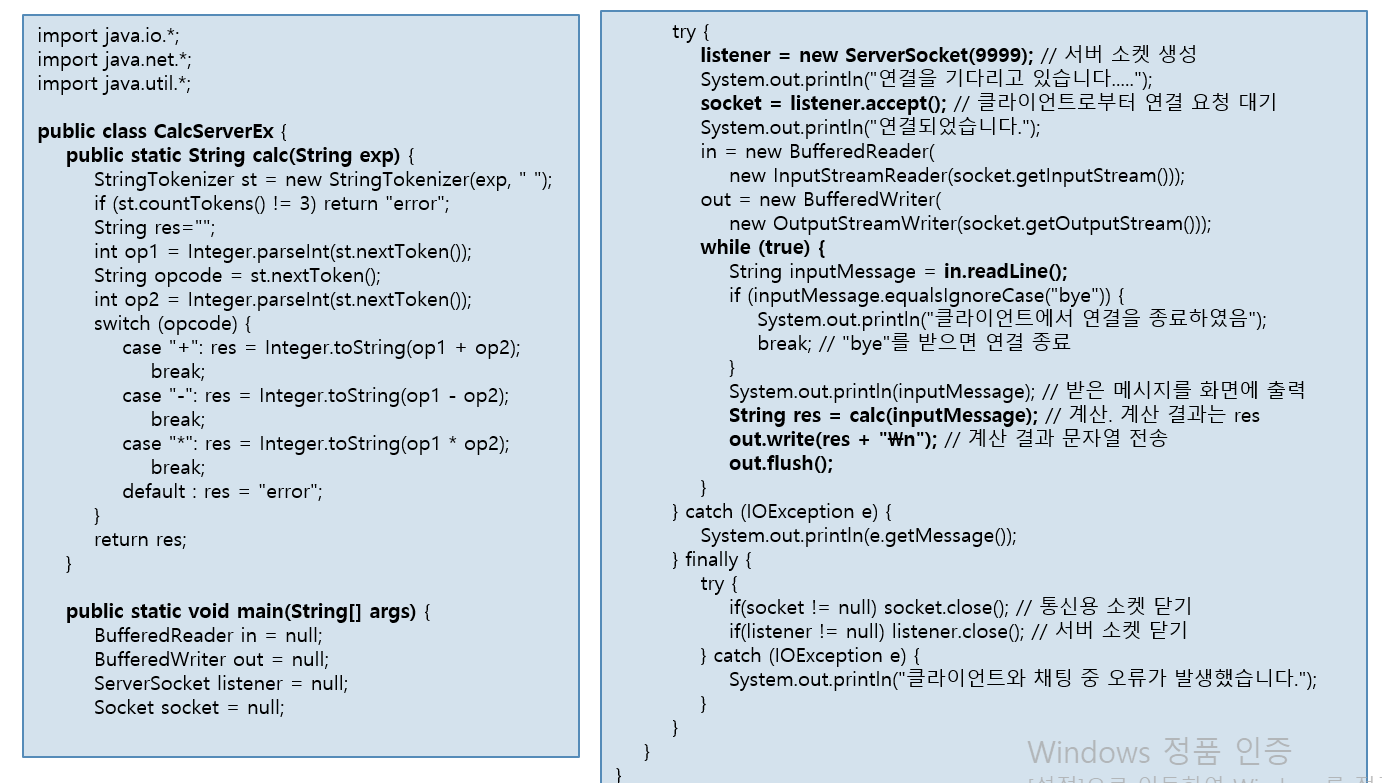 import java.io.*;
import java.net.*;
import java.util.*;
public class CalcServerEx {
public static String calc(String exp) {
StringTokenizer st = new StringTokenizer(exp, " ");
if (st.countTokens() != 3) return "error";
String res="";
int op1 = Integer.parseInt(st.nextToken());
String opcode = st.nextToken();
int op2 = Integer.parseInt(st.nextToken());
switch (opcode) {
case "+": res = Integer.toString(op1 + op2);
break;
case "-": res = Integer.toString(op1 - op2);
break;
case "*": res = Integer.toString(op1 * op2);
break;
default : res = "error";
}
return res;
}
public static void main(String[] args) {
BufferedReader in = null;
BufferedWriter out = null;
ServerSocket listener = null;
Socket socket = null;
try {
listener = new ServerSocket(9999); // 서버 소켓 생성
System.out.println("연결을 기다리고 있습니다.....");
socket = listener.accept(); // 클라이언트로부터 연결 요청 대기
System.out.println("연결되었습니다.");
in = new BufferedReader(
new InputStreamReader(socket.getInputStream()));
out = new BufferedWriter(
new OutputStreamWriter(socket.getOutputStream()));
while (true) {
String inputMessage = in.readLine();
if (inputMessage.equalsIgnoreCase("bye")) {
System.out.println("클라이언트에서 연결을 종료하였음");
break; // "bye"를 받으면 연결 종료
}
System.out.println(inputMessage); // 받은 메시지를 화면에 출력
String res = calc(inputMessage); // 계산. 계산 결과는 res
out.write(res + "₩n"); // 계산 결과 문자열 전송
out.flush();
}
} catch (IOException e) {
System.out.println(e.getMessage());
} finally {
try {
if(socket != null) socket.close(); // 통신용 소켓 닫기
if(listener != null) listener.close(); // 서버 소켓 닫기
} catch (IOException e) {
System.out.println("클라이언트와 채팅 중 오류가 발생했습니다.");
}
}
}
}
Windows 정품 인증